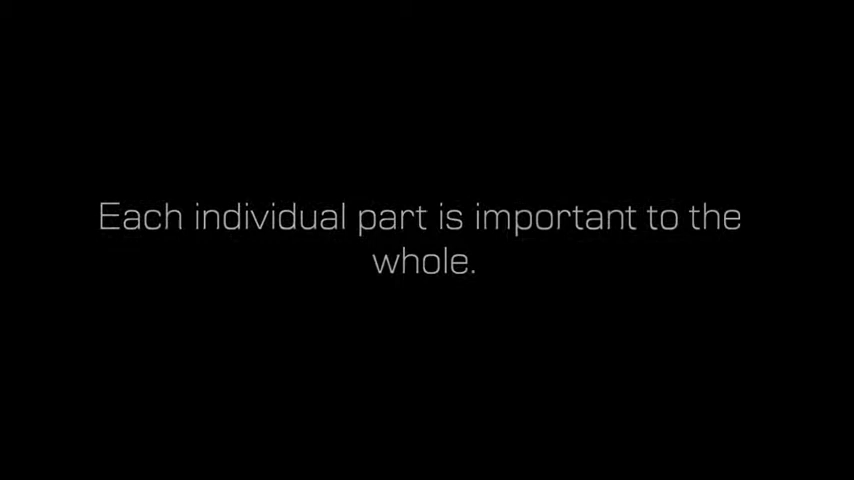 Each individual part is important to the
whole.